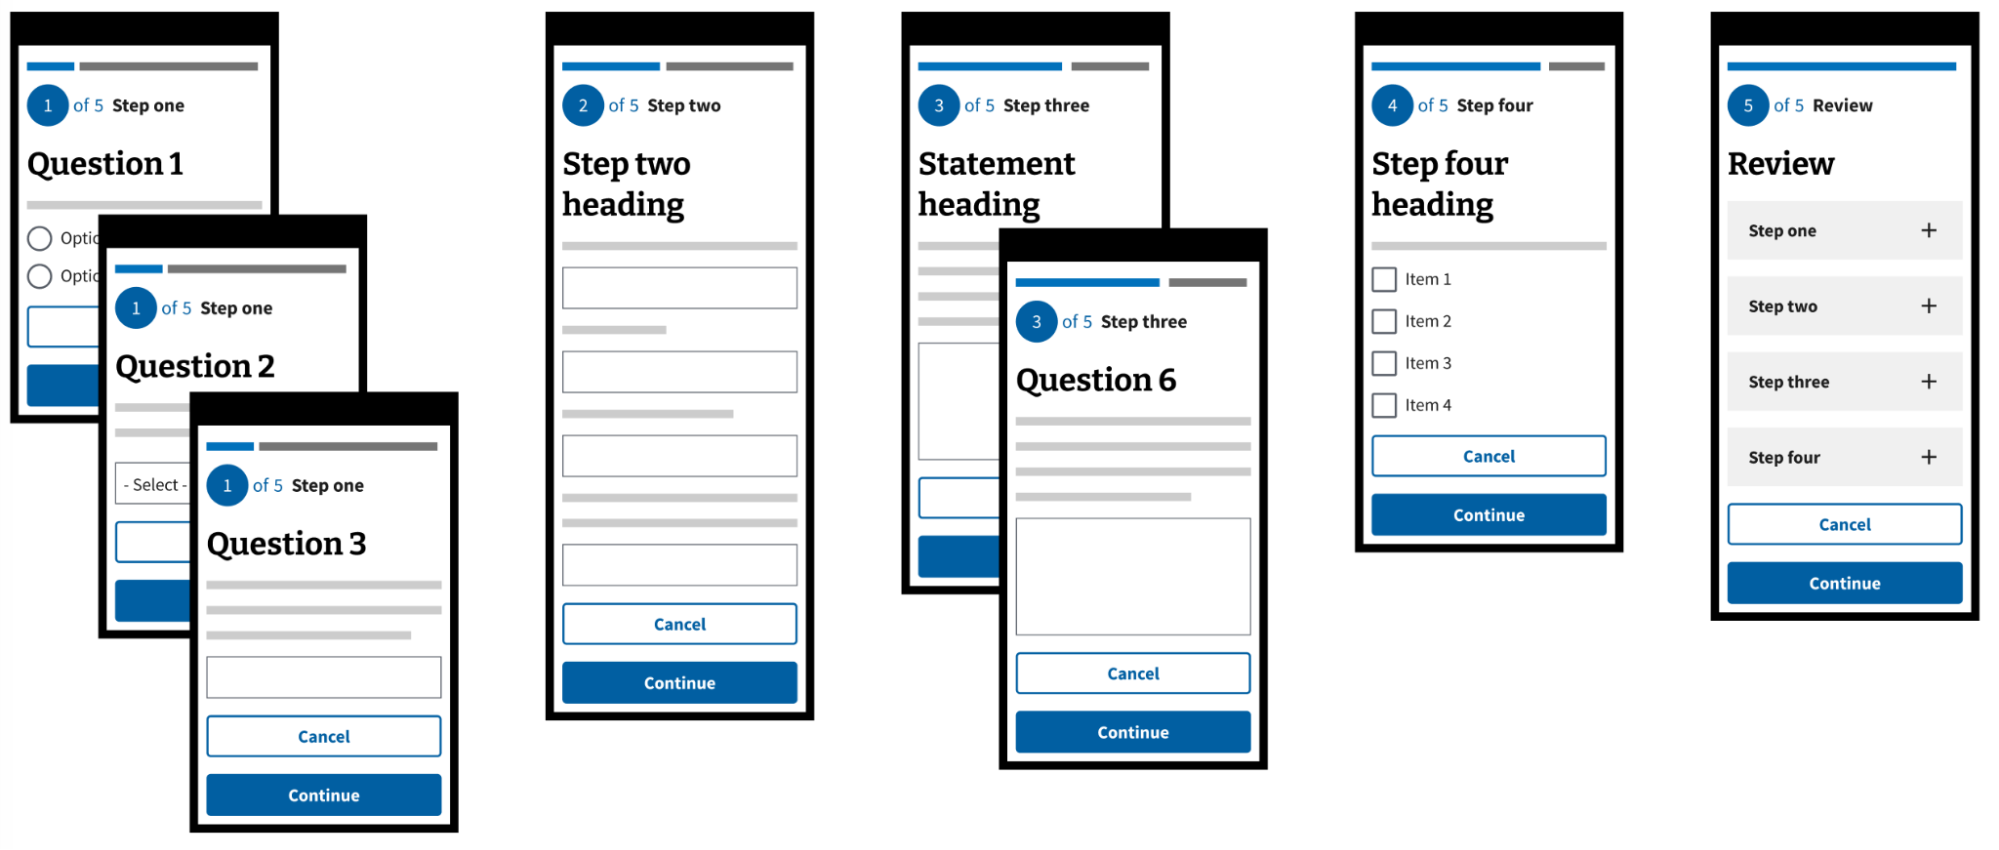 1 of 5 Step one
Question 1
1 of 5 Step one
Question 2
- Select -
1 of 5 Step one
Question 3
Cancel
Continue
2 of 5 Step two
Step two
heading
Cancel
Continue
3 of 5 Step three
Statement
heading
3 of 5 Step three
Question 6
Cancel
Continue
4 of 5 Step four
Step four
heading
Item 1
Item 2
Item 3
Item 4
Cancel
Continue
5 of 5 Review
Review
Step one +
Step two +
Step three +
Step four +
Cancel
Continue